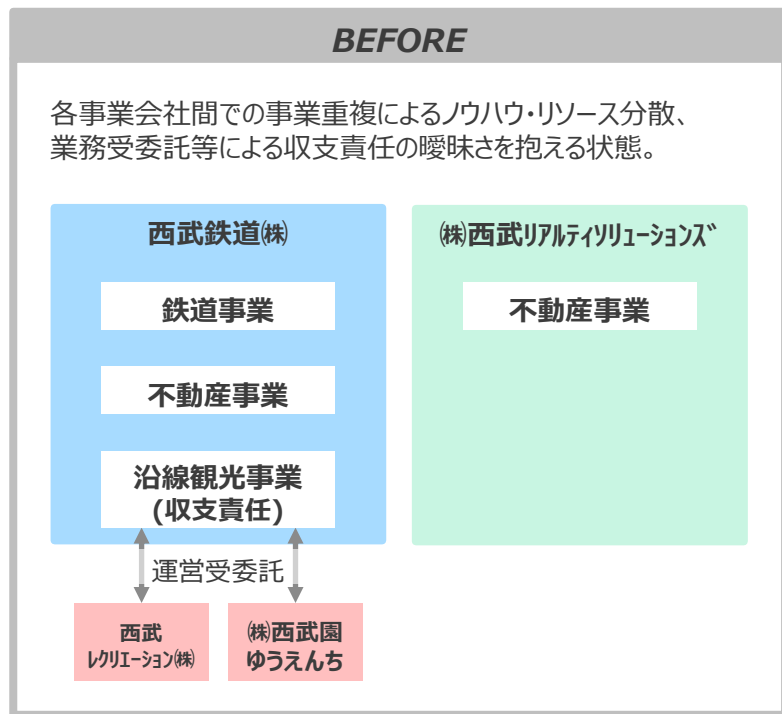 BEFORE
各事業会社間での事業重複によるノウハウ・リソース分散、
業務受委託等による収支責任の曖昧さを抱える状態。
西武鉄道㈱
鉄道事業
不動産事業
沿線観光事業
(収支責任)
㈱西武ﾘｱﾙﾃｨｿﾘｭｰｼｮﾝｽﾞ
不動産事業
運営受委託
西武
ﾚｸﾘｴｰｼｮﾝ㈱
㈱西武園
ゆうえんち